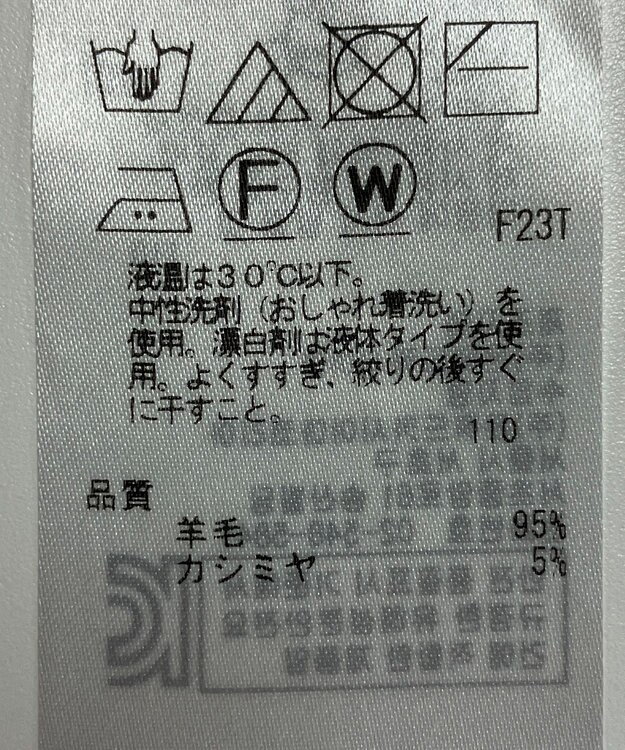 F W
F23T
液温は30℃以下。
中性洗剤(おしゃれ着洗い)を
使用。漂白剤は液体タイプを使
用。よくすすぎ、絞りの後すぐ
に干すこと。
110
品質
羊毛 95%
カシミヤ 5%